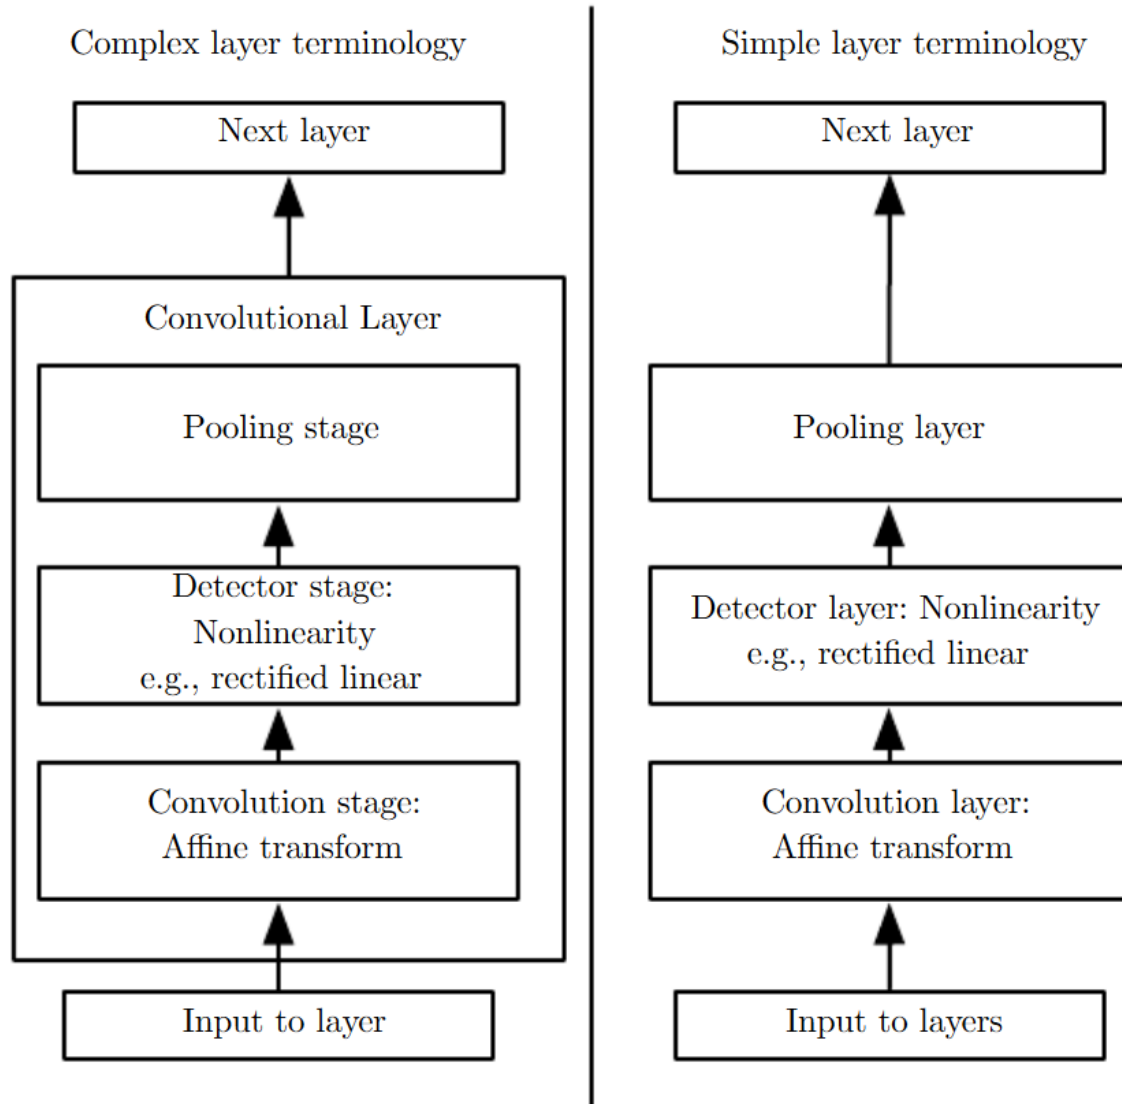 Complex layer terminology
Next layer
Convolutional Layer
Pooling stage
Detector stage:
Nonlinearity
e.g., rectified linear
Convolution stage:
Affine transform
Input to layer
Simple layer terminology
Next layer
Pooling layer
Detector layer: Nonlinearity
e.g., rectified linear
Convolution layer:
Affine transform
Input to layers